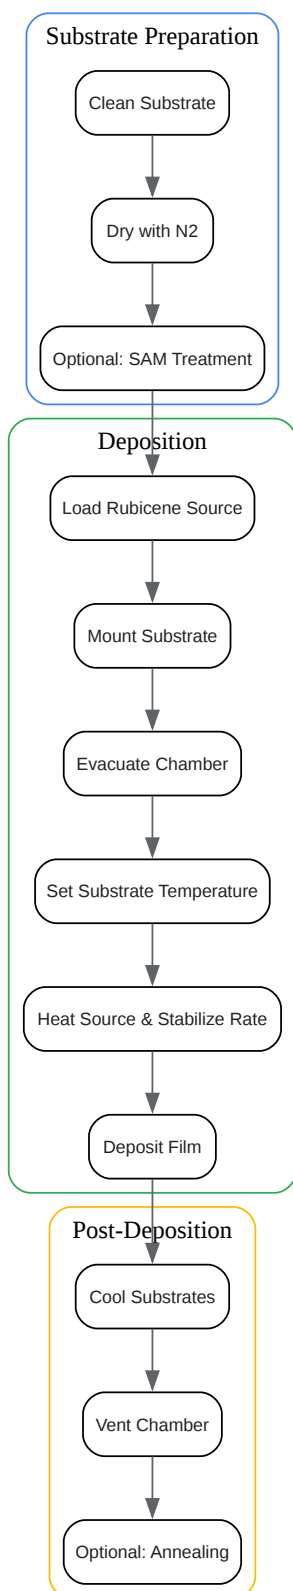 Substrate Preparation
Clean Substrate
Dry with N2
Optional: SAM Treatment
Deposition
Load Rubicene Source
Mount Substrate
Evacuate Chamber
Set Substrate Temperature
Heat Source & Stabilize Rate
Deposit Film
Post-Deposition
Cool Substrates
Vent Chamber
Optional: Annealing